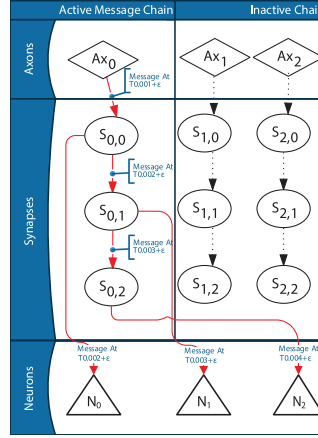 Active Message Chain
Inactive Chai
Axons
Ax0
Ax1
Ax2
Message At
T0.001+ε
Synapses
S0,0
S1,0
S2,0
Message At
T0.002+ε
S0,1
S1,1
S2,1
Message At
T0.003+ε
S0,2
S1,2
S2,2
Message At
T0.002+ε
Message At
T0.003+ε
Message At
T0.004+ε
Neurons
N0
N1
N2